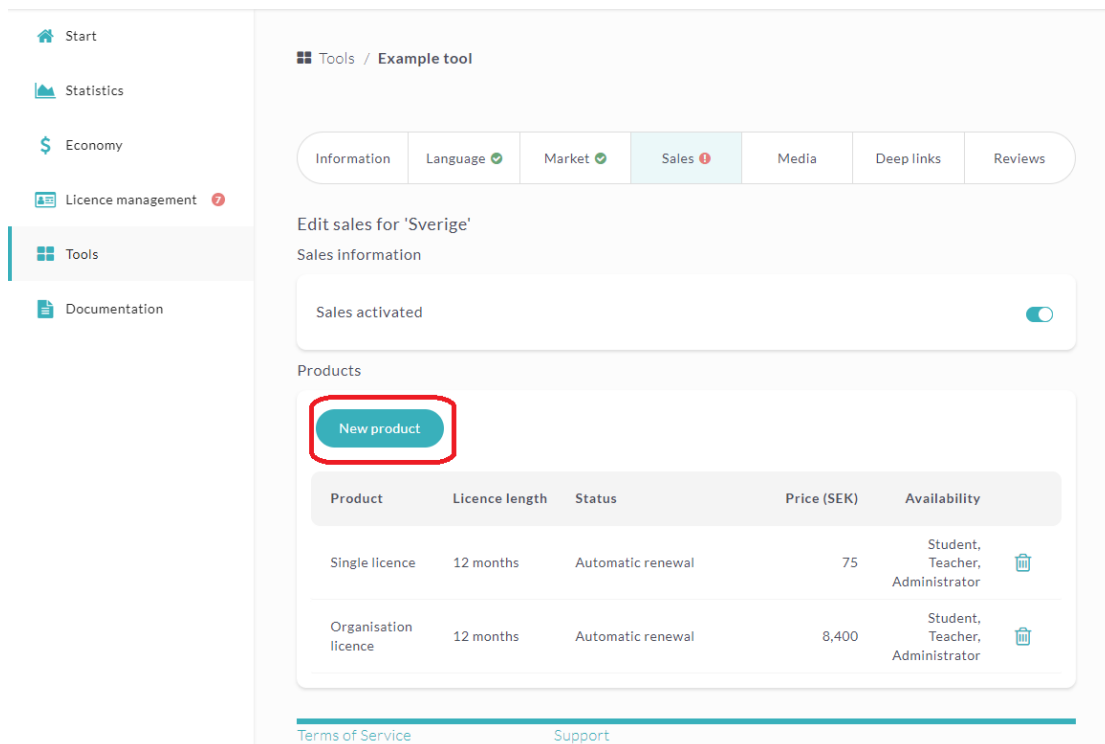 Start
Statistics
Economy
Licence management 7
Tools
Documentation
Tools / Example tool
Information Language Market Sales Media Deep links Reviews
Edit sales for 'Sverige'
Sales information
Sales activated
Products
New product
Product Licence length Status Price (SEK) Availability
Single licence 12 months Automatic renewal 75 Student,
Teacher,
Administrator
Organisation
licence 12 months Automatic renewal 8,400 Student,
Teacher,
Administrator
Terms of Service Support